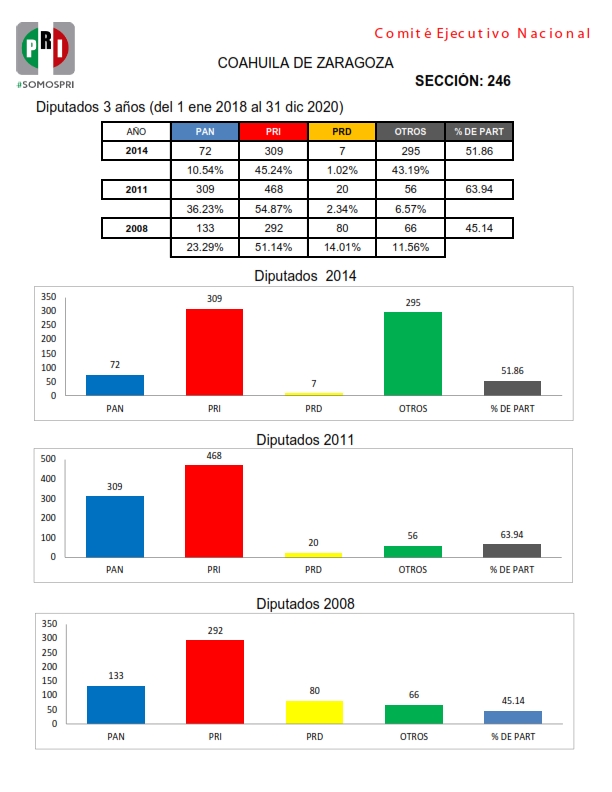 Comité Ejecutivo Nacional
PRI
#SOMOSPRI
COAHUILA DE ZARAGOZA
SECCIÓN: 246
Diputados 3 años (del 1 ene 2018 al 31 dic 2020)
AÑO PAN PRI PRD OTROS % DE PART
2014 72 309 7 295 51.86
10.54% 45.24% 1.02% 43.19%
2011 309 468 20 56 63.94
36.23% 54.87% 2.34% 6.57%
2008 133 292 80 66 45.14
23.29% 51.14% 14.01% 11.56%
Diputados 2014
350
300
250
200
150
100
50
0
72 309 7 295 51.86
PAN PRI PRD OTROS % DE PART
Diputados 2011
500
400
300
200
100
0
309 468 20 56 63.94
PAN PRI PRD OTROS % DE PART
Diputados 2008
350
300
250
200
150
100
50
0
133 292 80 66 45.14
PAN PRI PRD OTROS % DE PART